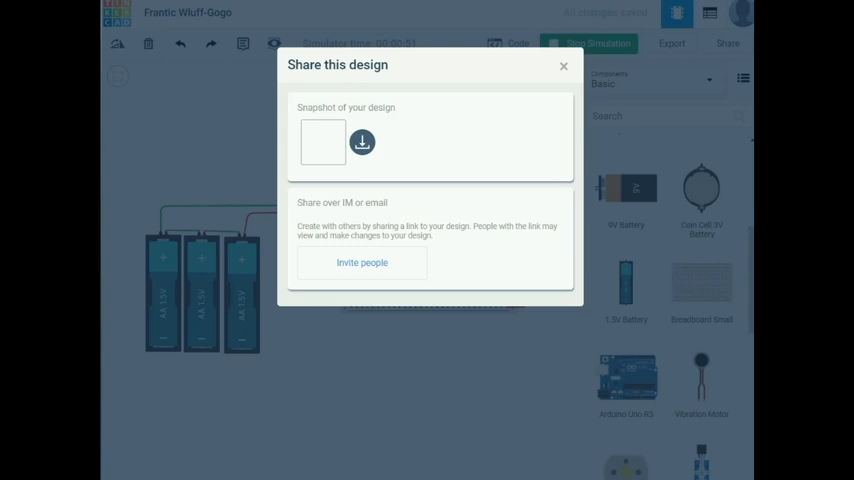 TIN
KER
CAD
Frantic Wluff-Gogo
All changes saved
Simulator time: 00:00:51
Code
Stop Simulation
Export
Share
Share this design
×
Snapshot of your design
Share over IM or email
Create with others by sharing a link to your design. People with the link may
view and make changes to your design.
Invite people
Components
Basic
Search
9V
9V Battery
Coin Cell 3V
Battery
1.5V Battery
Breadboard Small
Arduino Uno R3
Vibration Motor
AA 1.5V
AA 1.5V
AA 1.5V